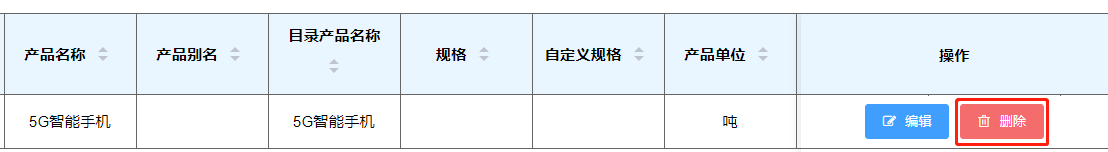 产品名称
产品别名
目录产品名称
规格
自定义规格
产品单位
操作
5G智能手机
5G智能手机
吨
编辑
删除